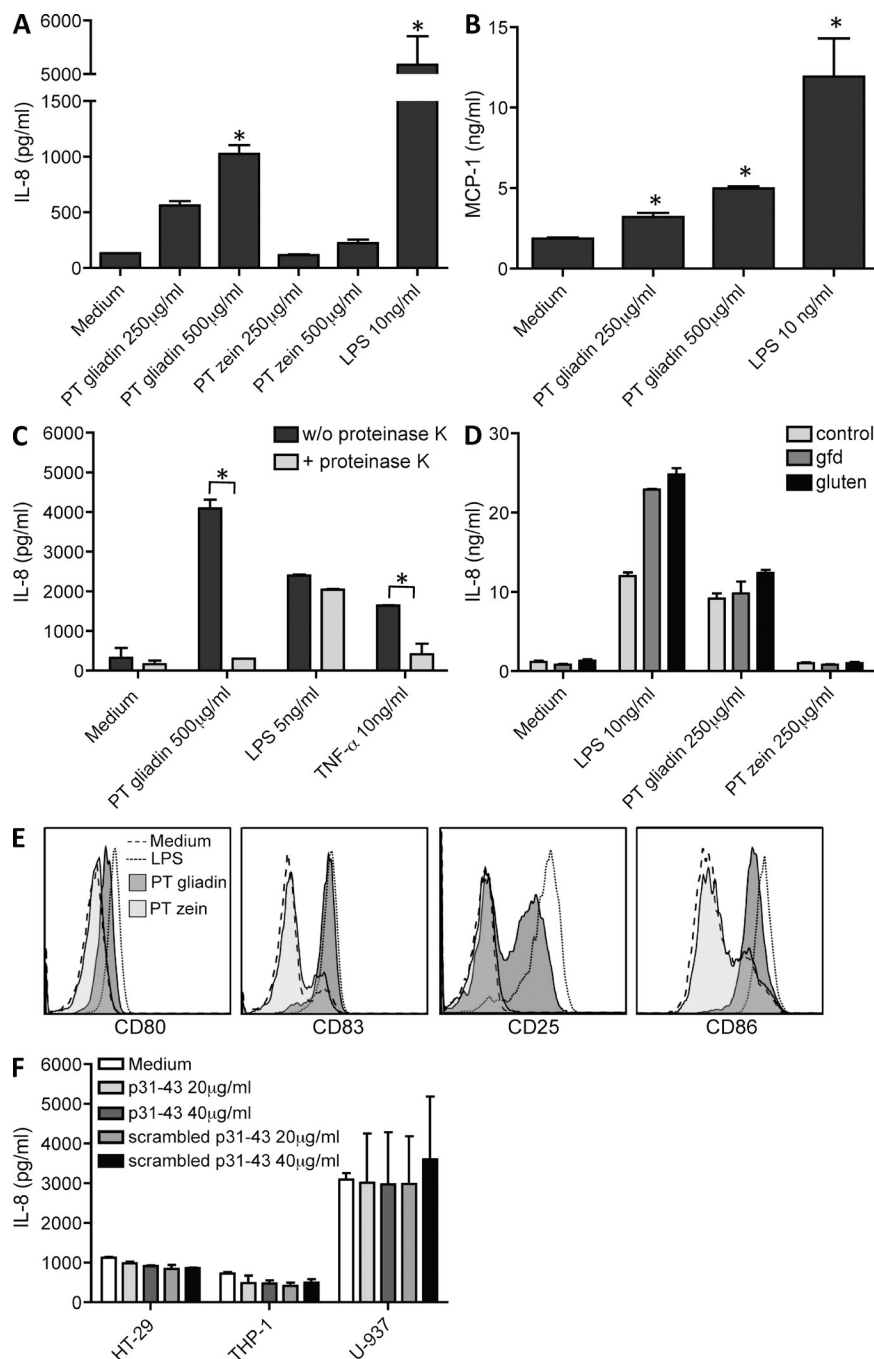 A
IL-8 (pg/ml)
6000
5000
1500
1000
500
0
*
*
Medium
PT gliadin 250µg/ml
PT gliadin 500µg/ml
PT zein 250µg/ml
PT zein 500µg/ml
LPS 10ng/ml
B
MCP-1 (ng/ml)
15
10
5
0
*
*
*
Medium
PT gliadin 250µg/ml
PT gliadin 500µg/ml
LPS 10 ng/ml
C
IL-8 (pg/ml)
6000
5000
4000
3000
2000
1000
0
w/o proteinase K
+ proteinase K
*
*
Medium
PT gliadin 500µg/ml
LPS 5ng/ml
TNF-α 10ng/ml
D
IL-8 (ng/ml)
30
20
10
0
control
gfd
gluten
Medium
LPS 10ng/ml
PT gliadin 250µg/ml
PT zein 250µg/ml
E
Medium
LPS
PT gliadin
PT zein
CD80
CD83
CD25
CD86
F
IL-8 (pg/ml)
6000
5000
4000
3000
2000
1000
0
Medium
p31-43 20µg/ml
p31-43 40µg/ml
scrambled p31-43 20µg/ml
scrambled p31-43 40µg/ml
HT-29
THP-1
U-937